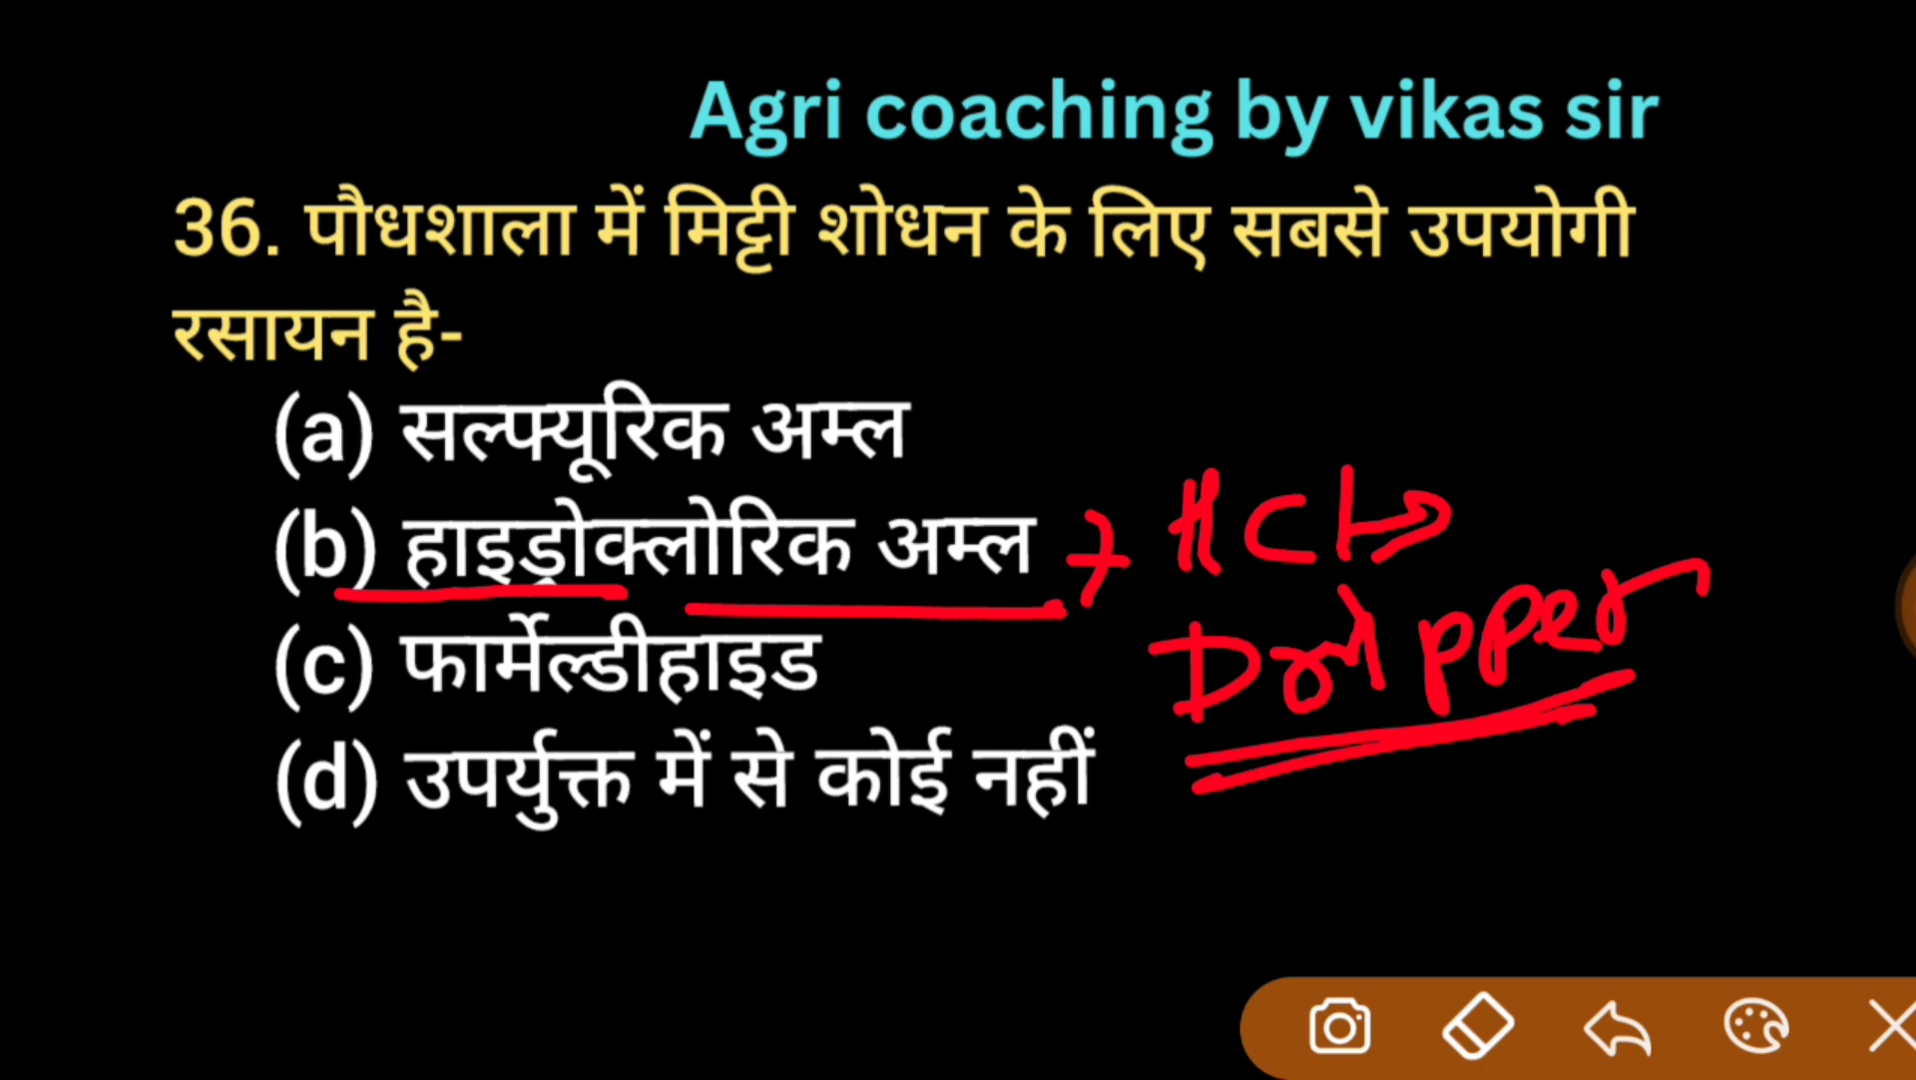 Agri coaching by vikas sir
36. पौधशाला में मिट्टी शोधन के लिए सबसे उपयोगी
रसायन है-
(a) सल्फ्यूरिक अम्ल
(b) हाइड्रोक्लोरिक अम्ल → HCl →
Dripper
(c) फार्मेल्डीहाइड
(d) उपर्युक्त में से कोई नहीं